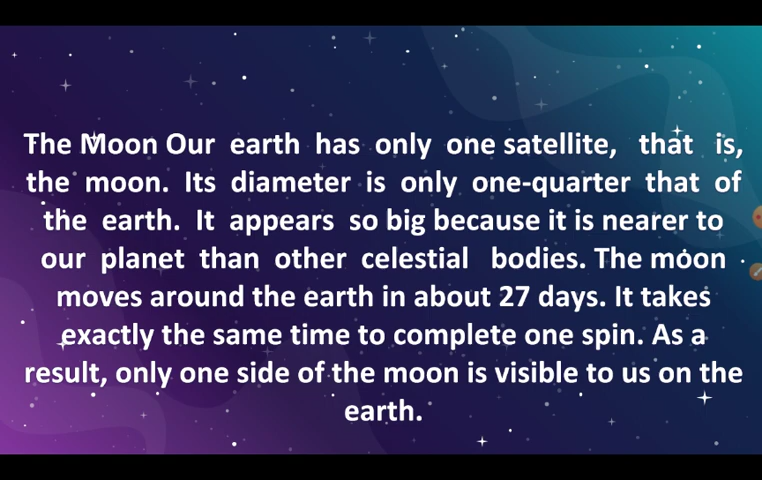 The Moon Our earth has only one satellite, that is,
the moon. Its diameter is only one-quarter that of
the earth. It appears so big because it is nearer to
our planet than other celestial bodies. The moon
moves around the earth in about 27 days. It takes
exactly the same time to complete one spin. As a
result, only one side of the moon is visible to us on the
earth.